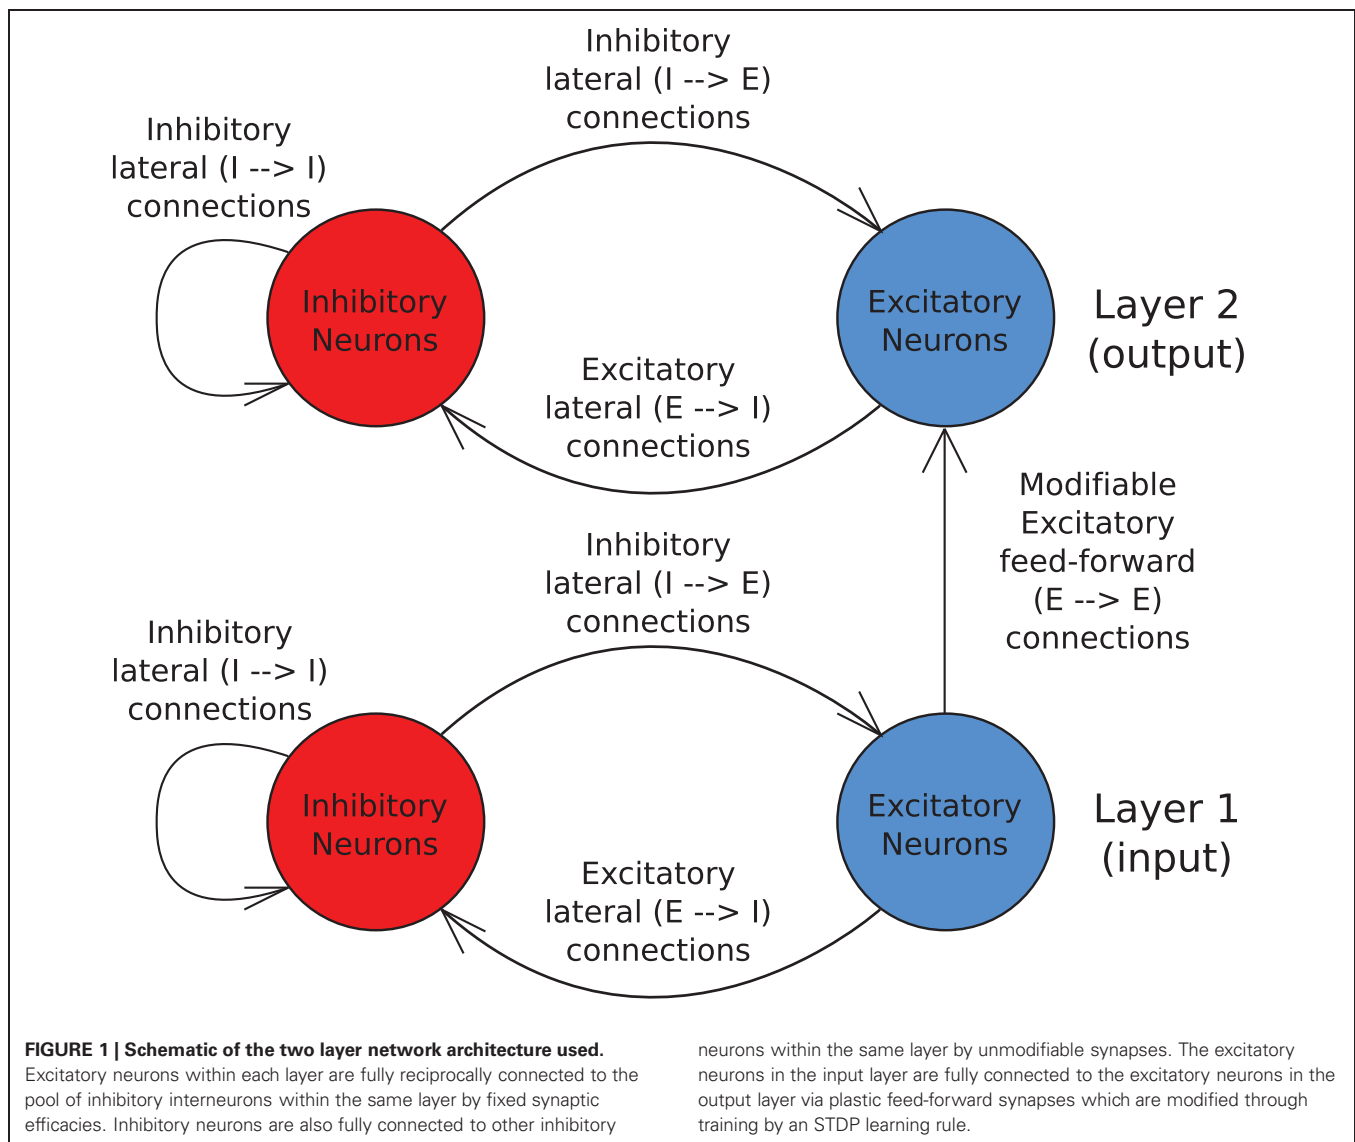 Inhibitory
lateral (I --> E)
connections
Inhibitory
lateral (I --> I)
connections
Inhibitory
Neurons
Excitatory
Neurons
Layer 2
(output)
Excitatory
lateral (E --> I)
connections
Modifiable
Excitatory
feed-forward
(E --> E)
connections
Inhibitory
lateral (I --> E)
connections
Inhibitory
lateral (I --> I)
connections
Inhibitory
Neurons
Excitatory
Neurons
Layer 1
(input)
Excitatory
lateral (E --> I)
connections
FIGURE 1 | Schematic of the two layer network architecture used.
Excitatory neurons within each layer are fully reciprocally connected to the
pool of inhibitory interneurons within the same layer by fixed synaptic
efficacies. Inhibitory neurons are also fully connected to other inhibitory
neurons within the same layer by unmodifiable synapses. The excitatory
neurons in the input layer are fully connected to the excitatory neurons in the
output layer via plastic feed-forward synapses which are modified through
training by an STDP learning rule.